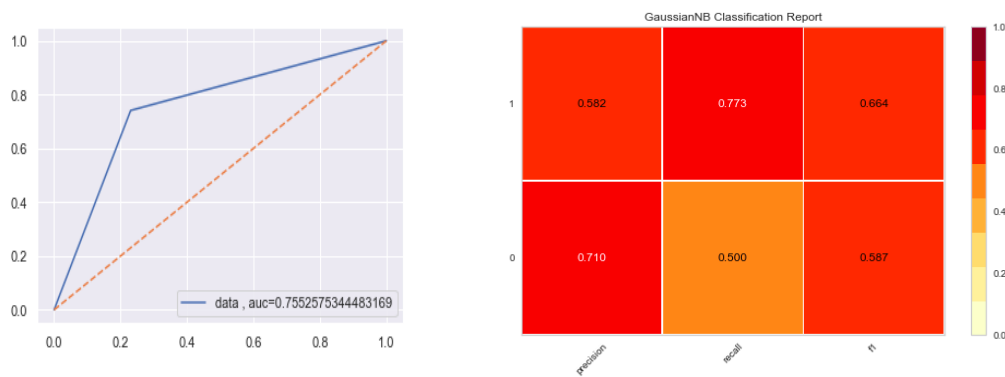 1.0
0.8
0.6
0.4
0.2
0.0
0.0 0.2 0.4 0.6 0.8 1.0
data , auc=0.7552575344483169
GaussianNB Classification Report
1 0.582 0.773 0.664
0 0.710 0.500 0.587
precision recall f1
1.0
0.8
0.6
0.4
0.2
0.0